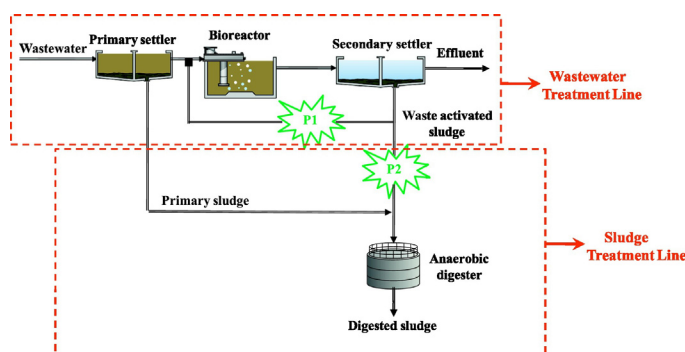 Wastewater
Primary settler
Bioreactor
Secondary settler
Effluent
Wastewater
Treatment Line
P1
Waste activated
sludge
P2
Primary sludge
Sludge
Treatment Line
Anaerobic
digester
Digested sludge